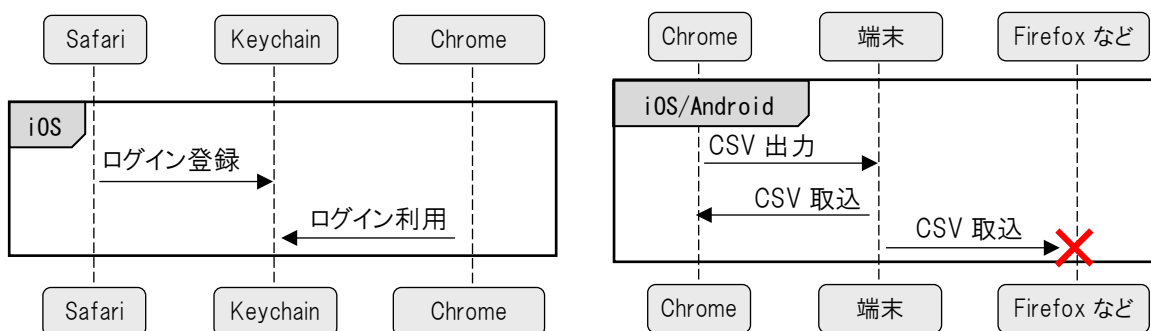 Safari
Keychain
Chrome
iOS
ログイン登録
ログイン利用
Safari
Keychain
Chrome
Chrome
端末
Firefox など
iOS/Android
CSV 出力
CSV 取込
CSV 取込
Chrome
端末
Firefox など